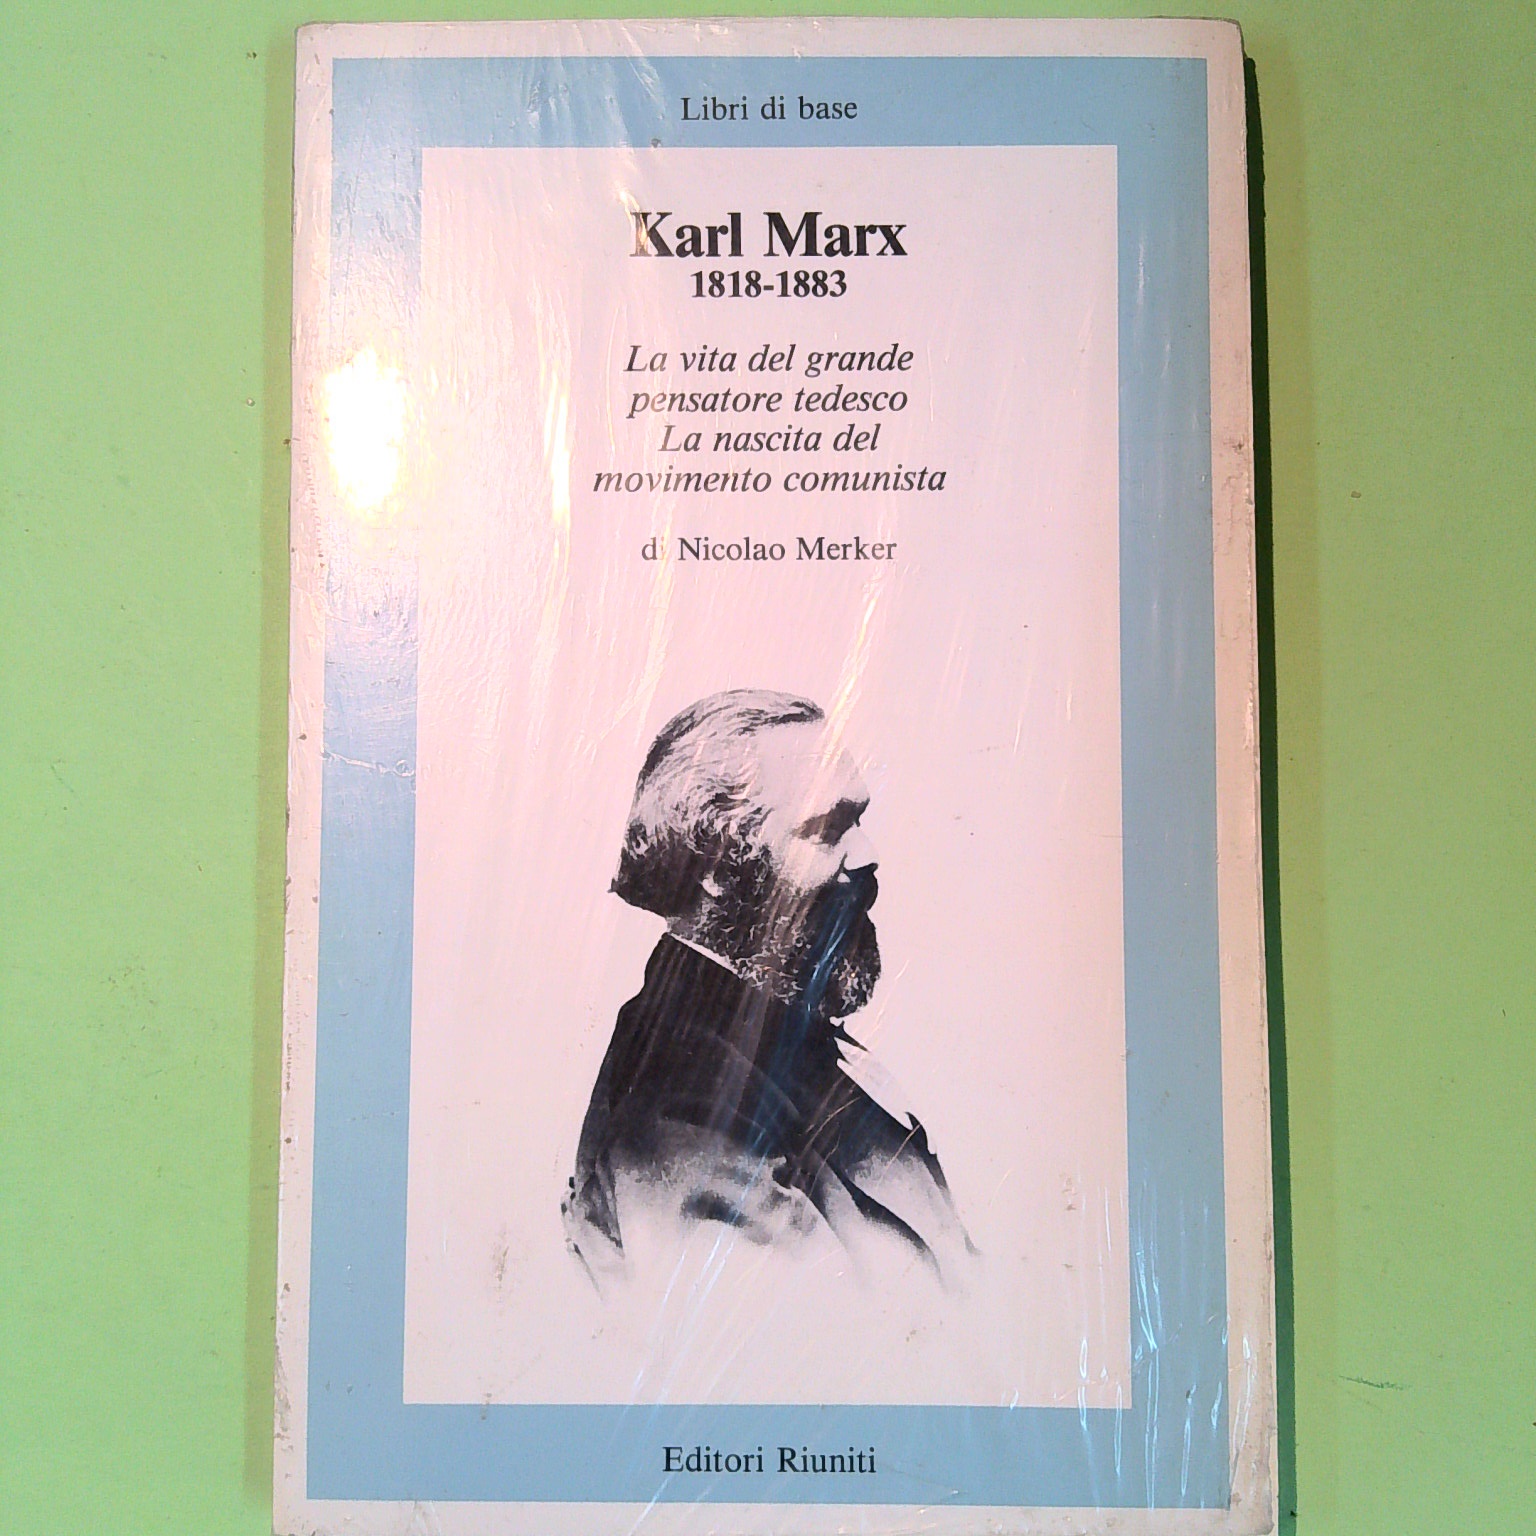 Libri di base
Karl Marx
1818-1883
La vita del grande
pensatore tedesco
La nascita del
movimento comunista
di Nicolao Merker
Editori Riuniti